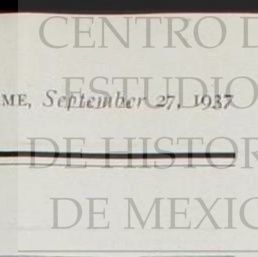 CENTRO D
ESTUDIO
ME, September 27, 1937
DE HISTOR
DE MEXIC